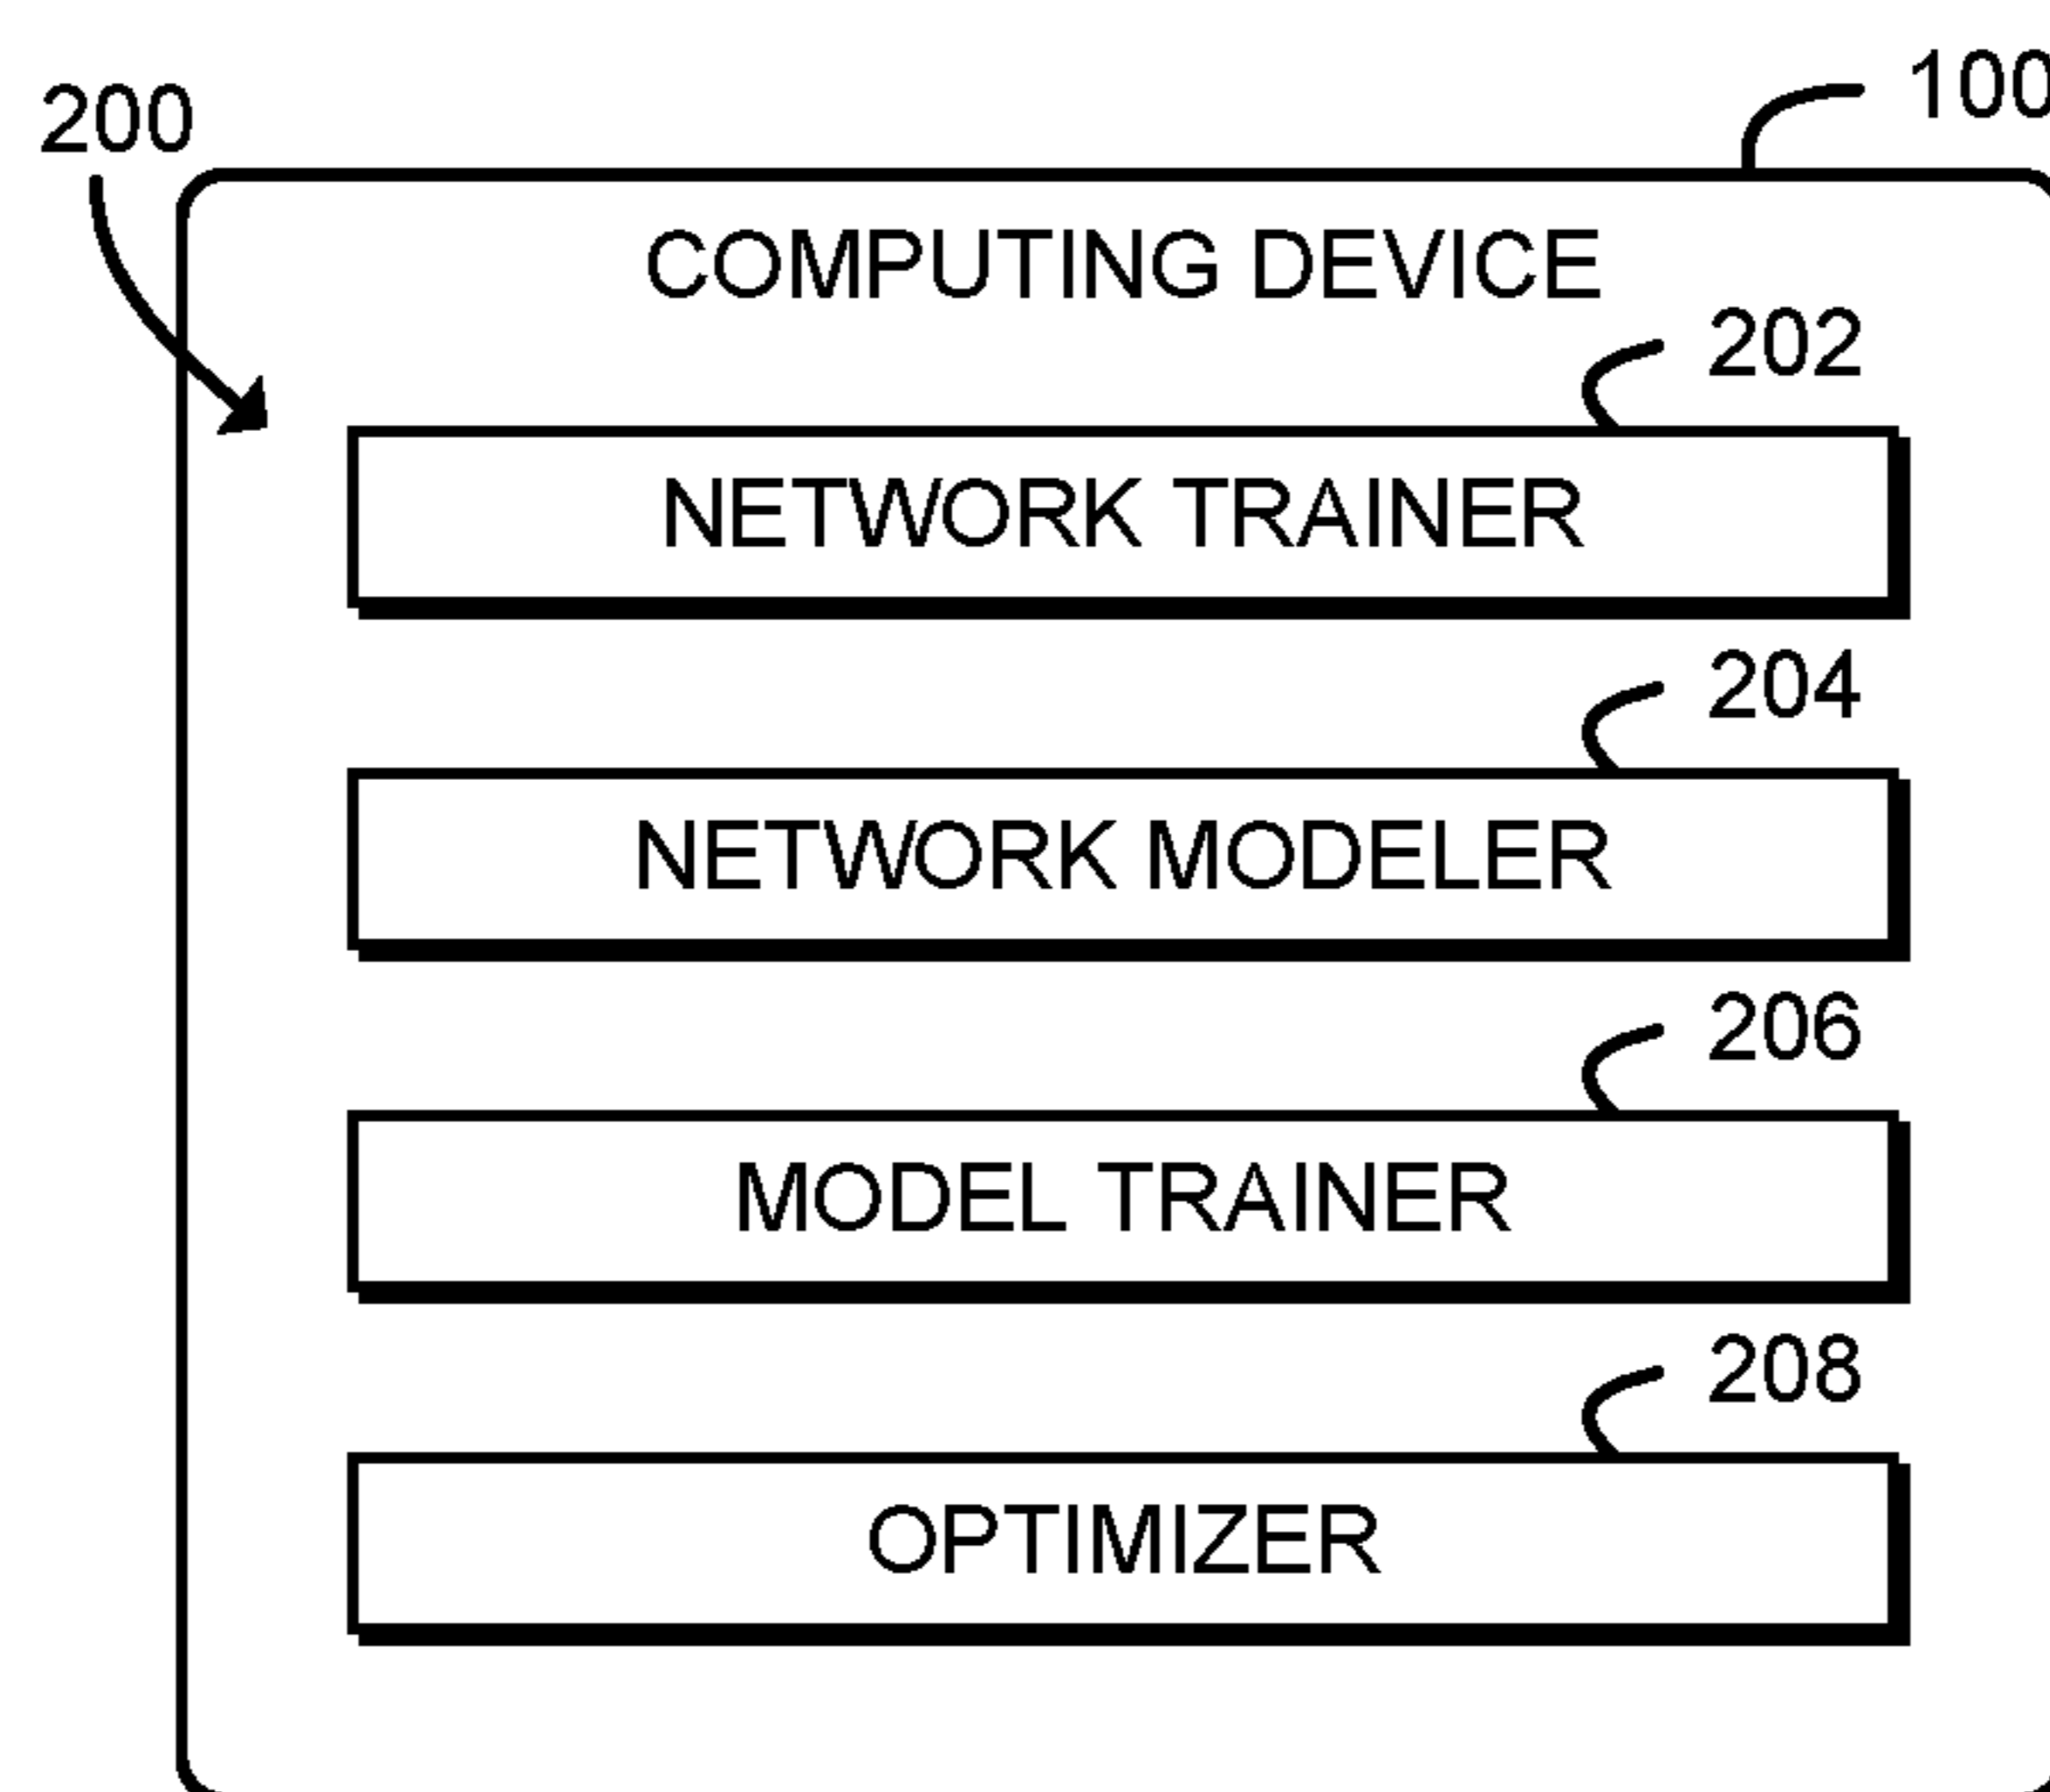 100
200
COMPUTING DEVICE
202
NETWORK TRAINER
204
NETWORK MODELER
206
MODEL TRAINER
208
OPTIMIZER